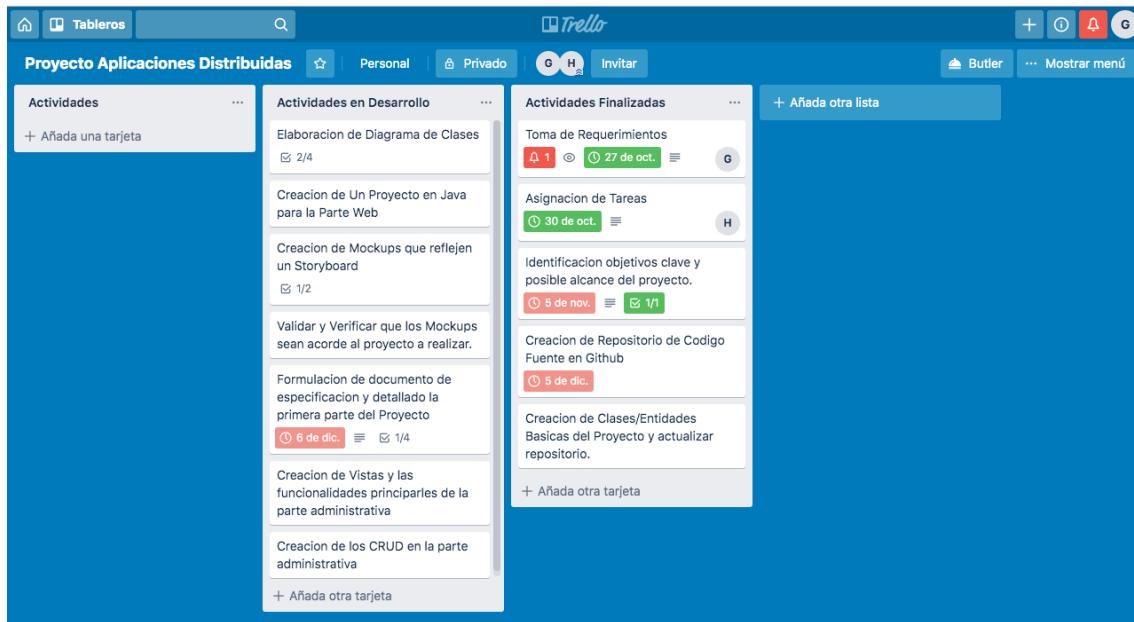 Tableros
Trello
G
Proyecto Aplicaciones Distribuidas
Personal
Privado
G H
Invitar
Butler
... Mostrar menú
Actividades ...
+ Añada una tarjeta
Actividades en Desarrollo ...
Elaboracion de Diagrama de Clases
2/4
Creacion de Un Proyecto en Java
para la Parte Web
Creacion de Mockups que reflejen
un Storyboard
1/2
Validar y Verificar que los Mockups
sean acorde al proyecto a realizar.
Formulacion de documento de
especificacion y detallado la
primera parte del Proyecto
6 de dic. 1/4
Creacion de Vistas y las
funcionalidades principarles de la
parte administrativa
Creacion de los CRUD en la parte
administrativa
+ Añada otra tarjeta
Actividades Finalizadas ...
Toma de Requerimientos
1 27 de oct. G
Asignacion de Tareas
30 de oct. H
Identificacion objetivos clave y
posible alcance del proyecto.
5 de nov. 1/1
Creacion de Repositorio de Codigo
Fuente en Github
5 de dic.
Creacion de Clases/Entidades
Basicas del Proyecto y actualizar
repositorio.
+ Añada otra tarjeta
+ Añada otra lista